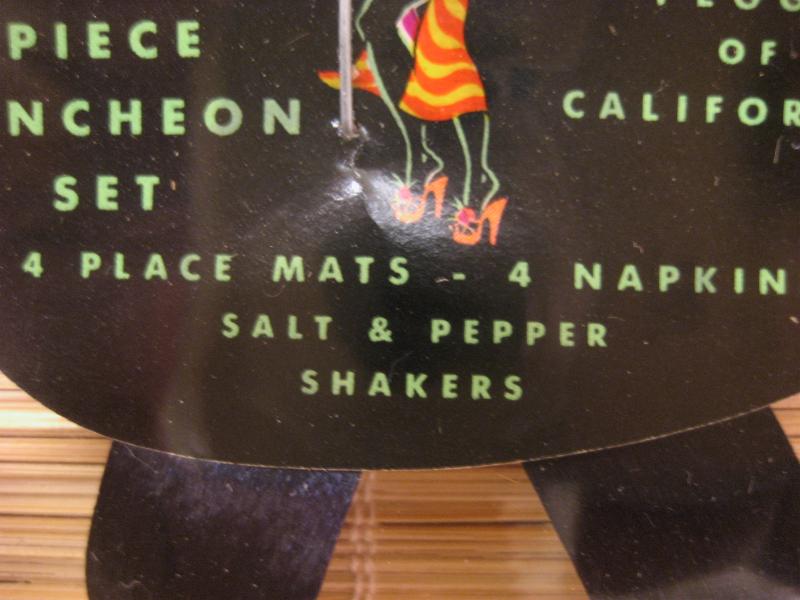 PIECE
NCHEON
SET
OF
CALIFOR
4 PLACE MATS - 4 NAPKIN
SALT & PEPPER
SHAKERS